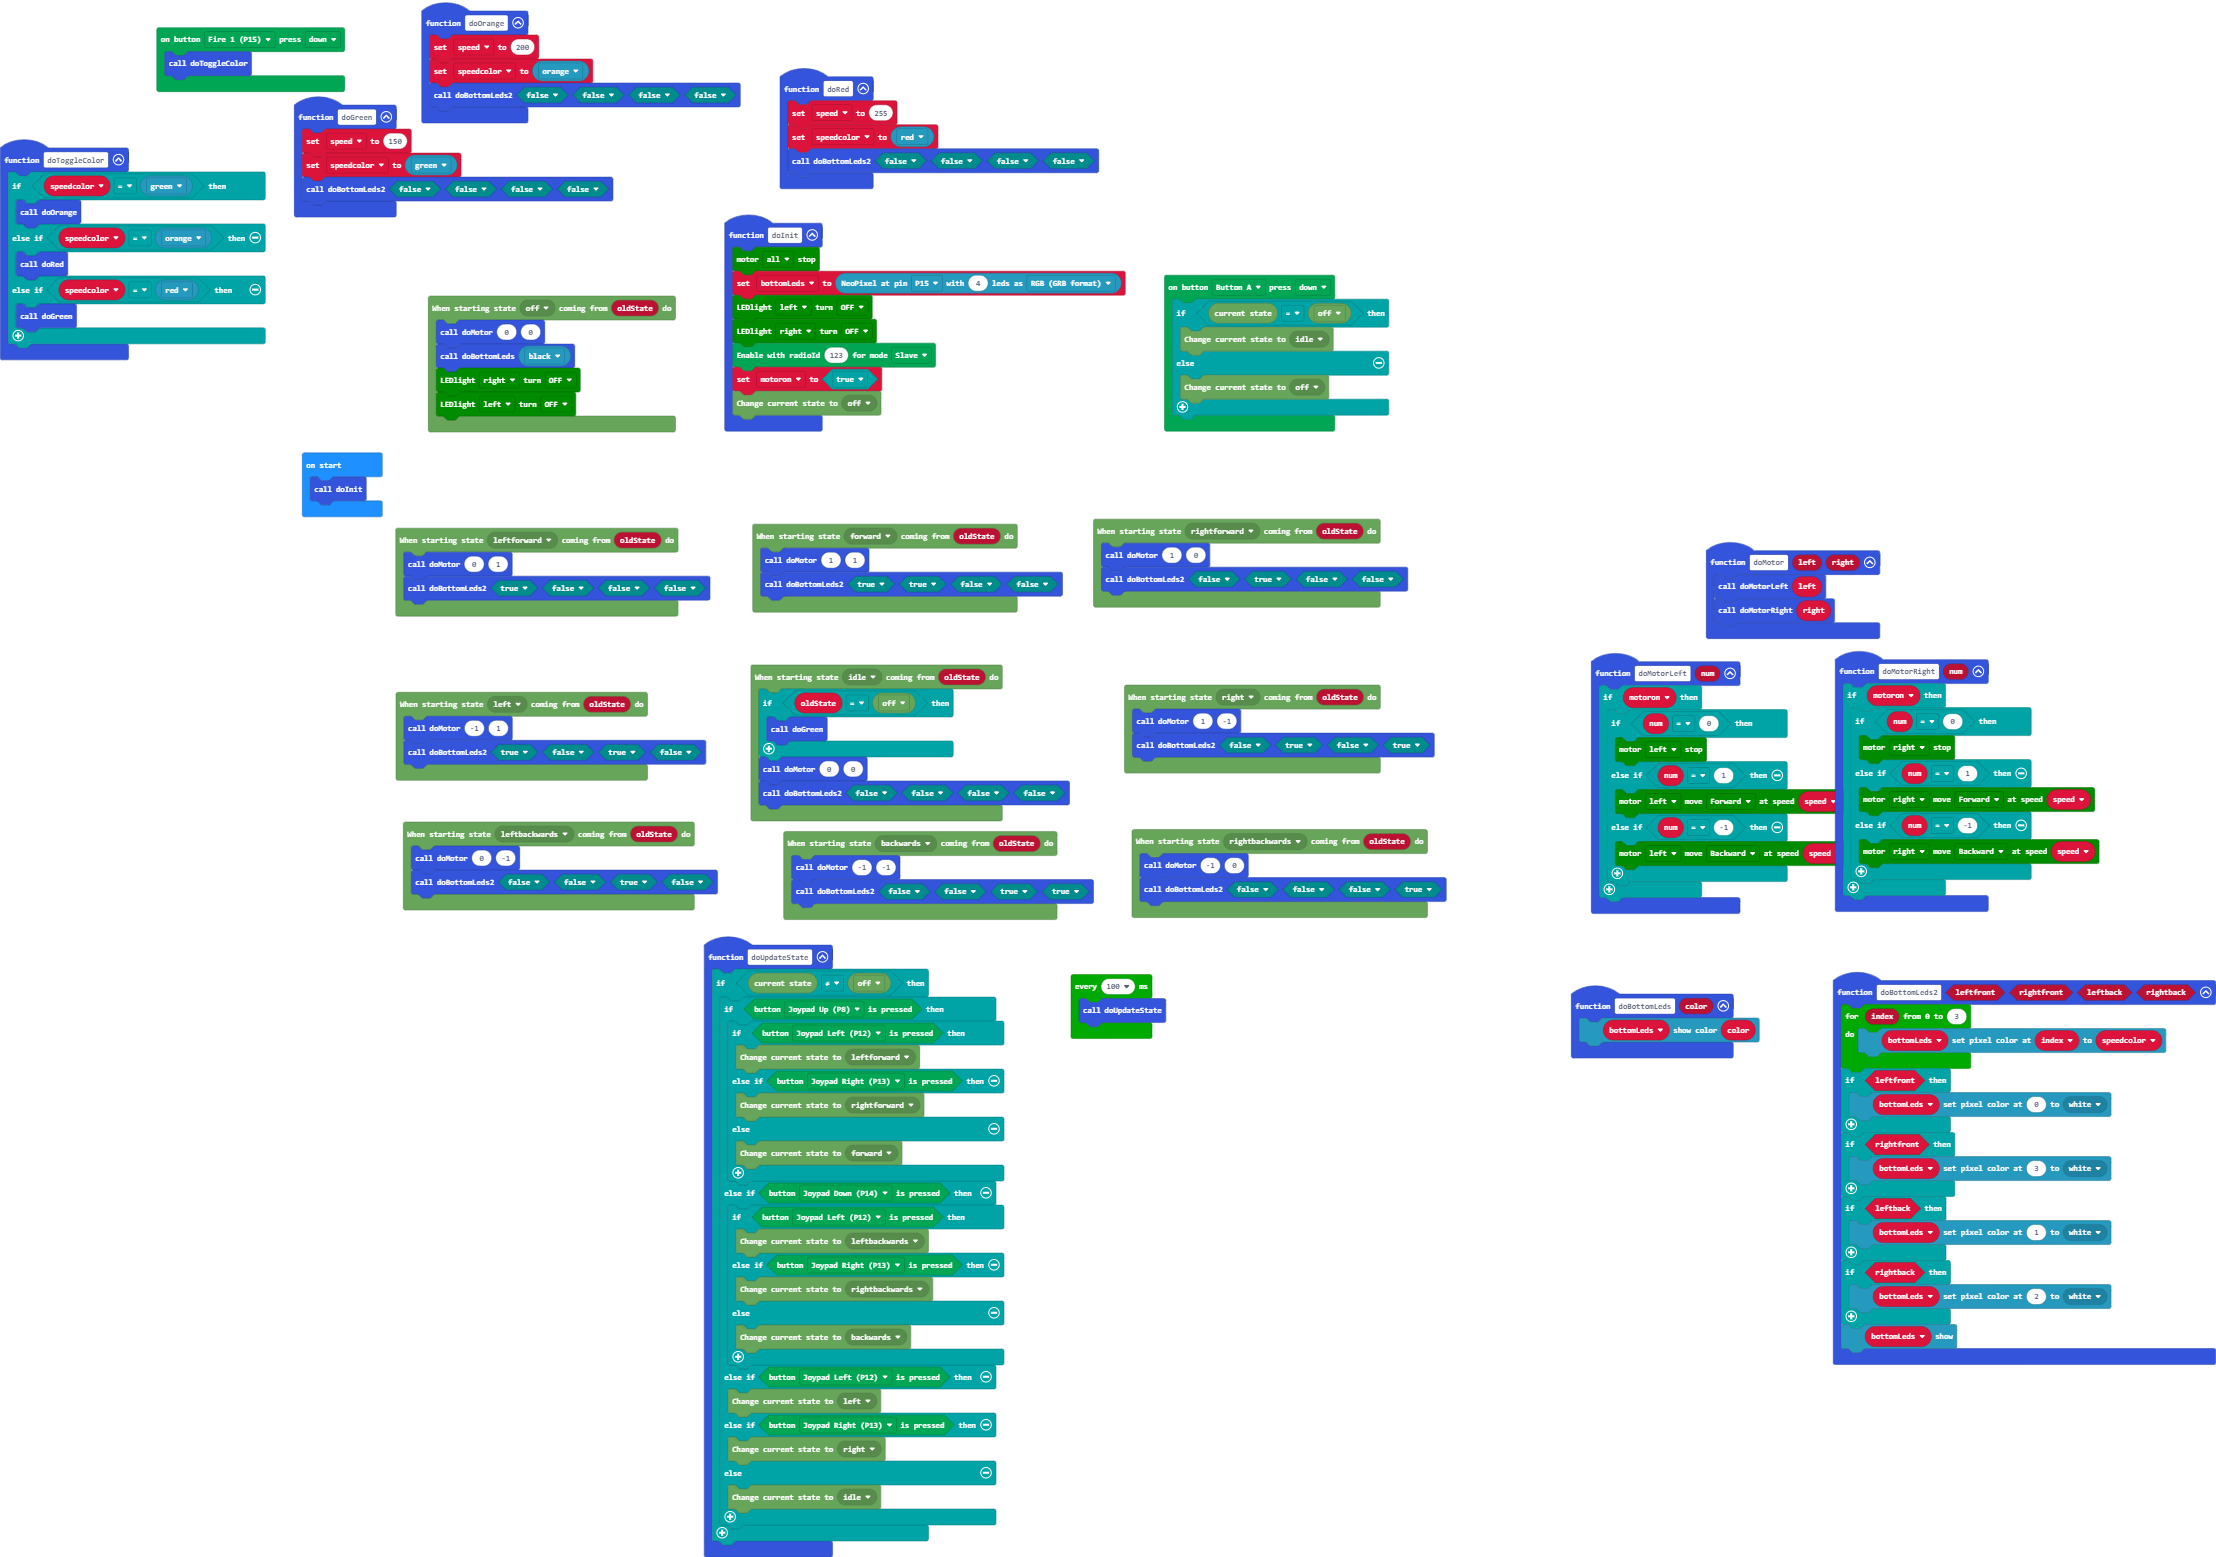 function doOrange
set speed to 200
set speedcolor to orange
call doBottomLeds2 false false false false
on button Fire 1 (P15) press down
call doToggleColor
function doRed
set speed to 255
set speedcolor to red
call doBottomLeds2 false false false false
function doGreen
set speed to 150
set speedcolor to green
call doBottomLeds2 false false false false
function doToggleColor
if speedcolor = green then
call doOrange
else if speedcolor = orange then
call doRed
else if speedcolor = red then
call doGreen
function doInit
motor all stop
set bottomLeds to NeoPixel at pin P15 with 4 leds as RGB (GRB format)
LEDlight left turn OFF
LEDlight right turn OFF
Enable with radioId 123 for mode Slave
set motoron to true
Change current state to off
When starting state off coming from oldState do
call doMotor 0 0
call doBottomLeds black
LEDlight right turn OFF
LEDlight left turn OFF
on button Button A press down
if current state = off then
Change current state to idle
else
Change current state to off
on start
call doInit
When starting state leftforward coming from oldState do
call doMotor 0 1
call doBottomLeds2 true false false false
When starting state forward coming from oldState do
call doMotor 1 1
call doBottomLeds2 true true false false
When starting state rightforward coming from oldState do
call doMotor 1 0
call doBottomLeds2 false true false false
function doMotor left right
call doMotorLeft left
call doMotorRight right
When starting state left coming from oldState do
call doMotor -1 1
call doBottomLeds2 true false true false
When starting state idle coming from oldState do
if oldState = off then
call doGreen
call doMotor 0 0
call doBottomLeds2 false false false false
When starting state right coming from oldState do
call doMotor 1 -1
call doBottomLeds2 false true false true
function doMotorLeft num
if motoron then
if num = 0 then
motor left stop
else if num = 1 then
motor left move Forward at speed speed
else if num = -1 then
motor left move Backward at speed speed
function doMotorRight num
if motoron then
if num = 0 then
motor right stop
else if num = 1 then
motor right move Forward at speed speed
else if num = -1 then
motor right move Backward at speed speed
When starting state leftbackwards coming from oldState do
call doMotor 0 -1
call doBottomLeds2 false false true false
When starting state backwards coming from oldState do
call doMotor -1 -1
call doBottomLeds2 false false true true
When starting state rightbackwards coming from oldState do
call doMotor -1 0
call doBottomLeds2 false false false true
function doUpdateState
if current state ≠ off then
if button Joypad Up (P8) is pressed then
if button Joypad Left (P12) is pressed then
Change current state to leftforward
else if button Joypad Right (P13) is pressed then
Change current state to rightforward
else
Change current state to forward
else if button Joypad Down (P14) is pressed then
if button Joypad Left (P12) is pressed then
Change current state to leftbackwards
else if button Joypad Right (P13) is pressed then
Change current state to rightbackwards
else
Change current state to backwards
else if button Joypad Left (P12) is pressed then
Change current state to left
else if button Joypad Right (P13) is pressed then
Change current state to right
else
Change current state to idle
every 100 ms
call doUpdateState
function doBottomLeds color
bottomLeds show color color
function doBottomLeds2 leftfront rightfront leftback rightback
for index from 0 to 3
do bottomLeds set pixel color at index to speedcolor
if leftfront then
bottomLeds set pixel color at 0 to white
if rightfront then
bottomLeds set pixel color at 3 to white
if leftback then
bottomLeds set pixel color at 1 to white
if rightback then
bottomLeds set pixel color at 2 to white
bottomLeds show